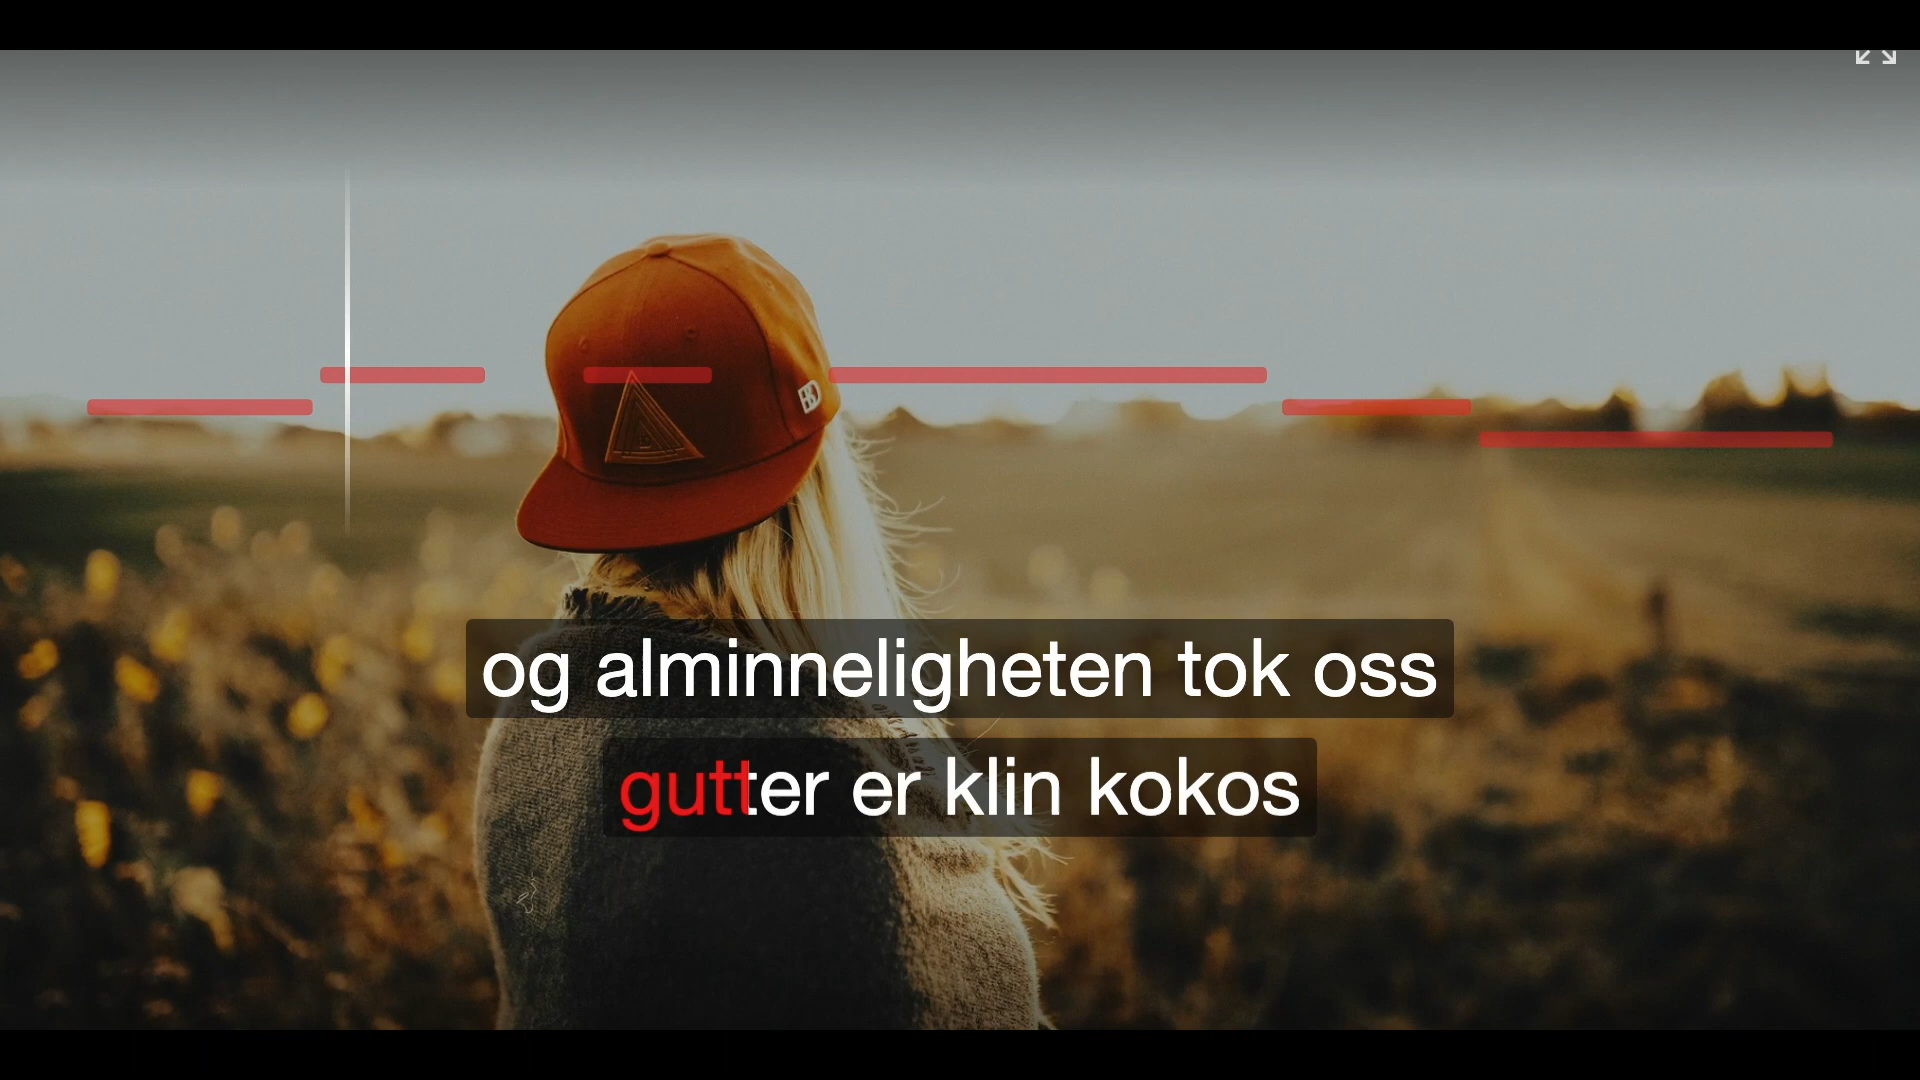 og alminneligheten tok oss
gutter er klin kokos